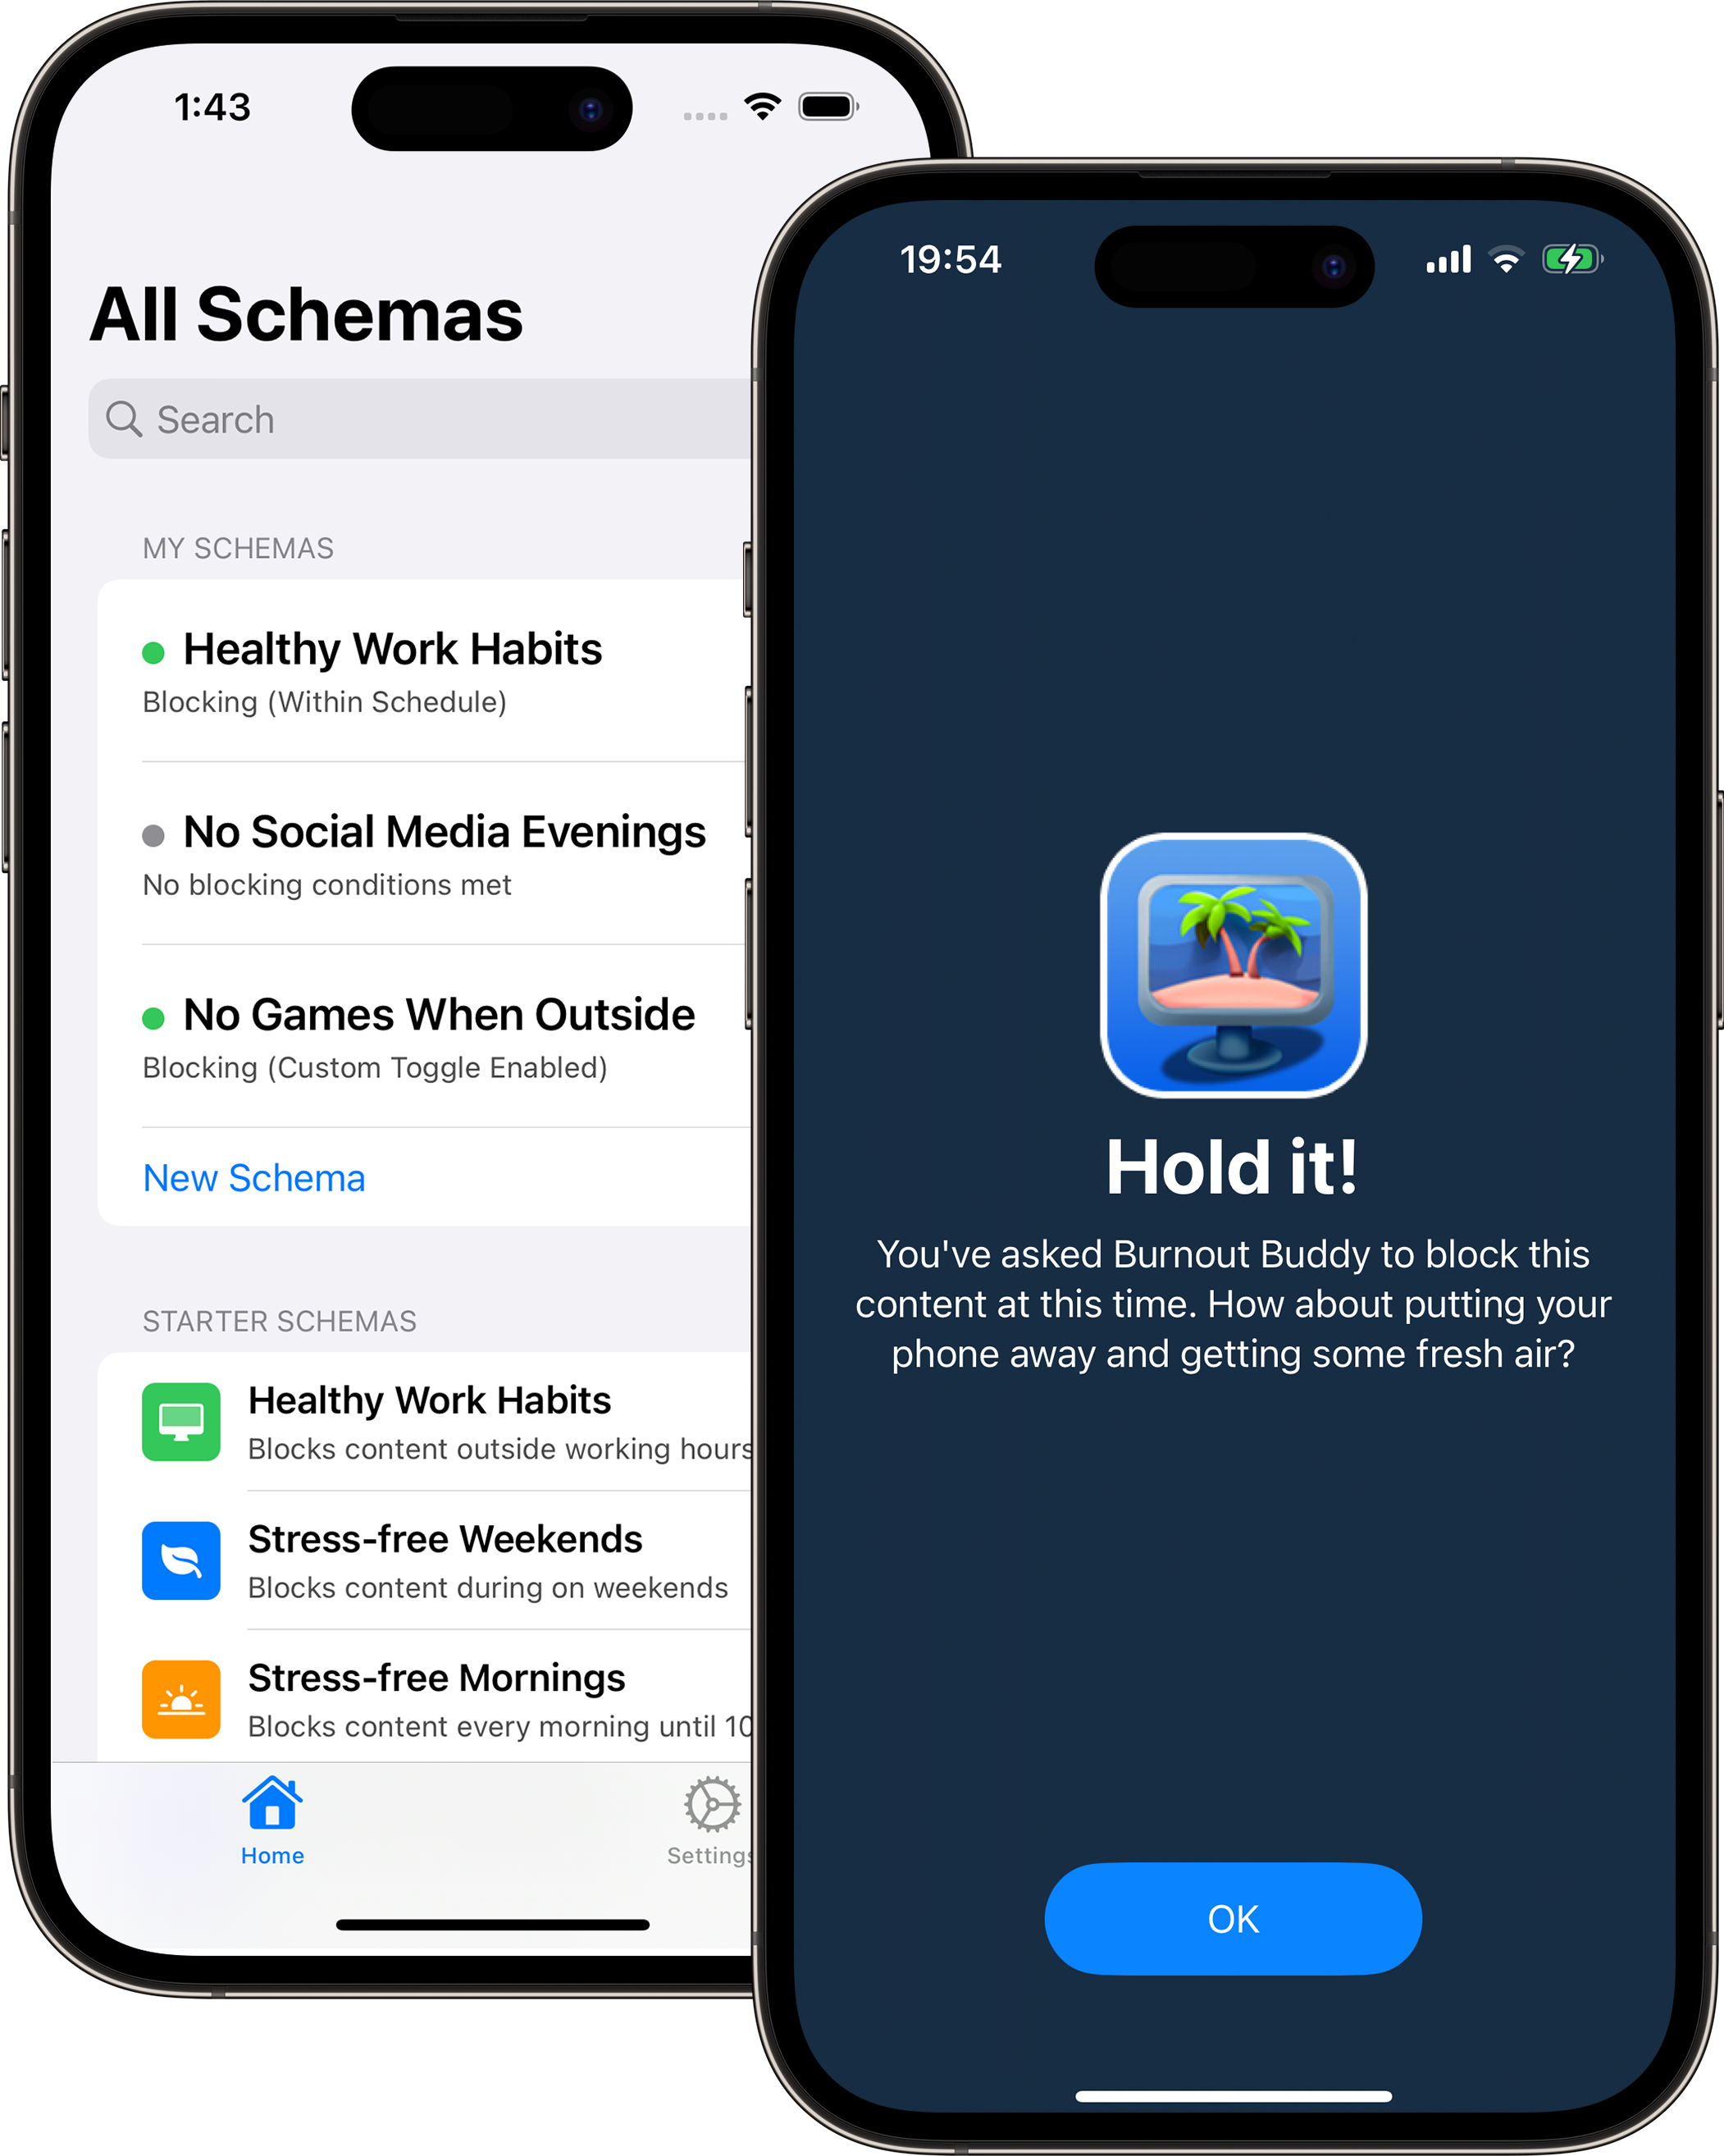 1:43
All Schemas
Search
MY SCHEMAS
Healthy Work Habits
Blocking (Within Schedule)
No Social Media Evenings
No blocking conditions met
No Games When Outside
Blocking (Custom Toggle Enabled)
New Schema
STARTER SCHEMAS
Healthy Work Habits
Blocks content outside working hours
Stress-free Weekends
Blocks content during on weekends
Stress-free Mornings
Blocks content every morning until 10
Home
Settings
19:54
Hold it!
You've asked Burnout Buddy to block this
content at this time. How about putting your
phone away and getting some fresh air?
OK